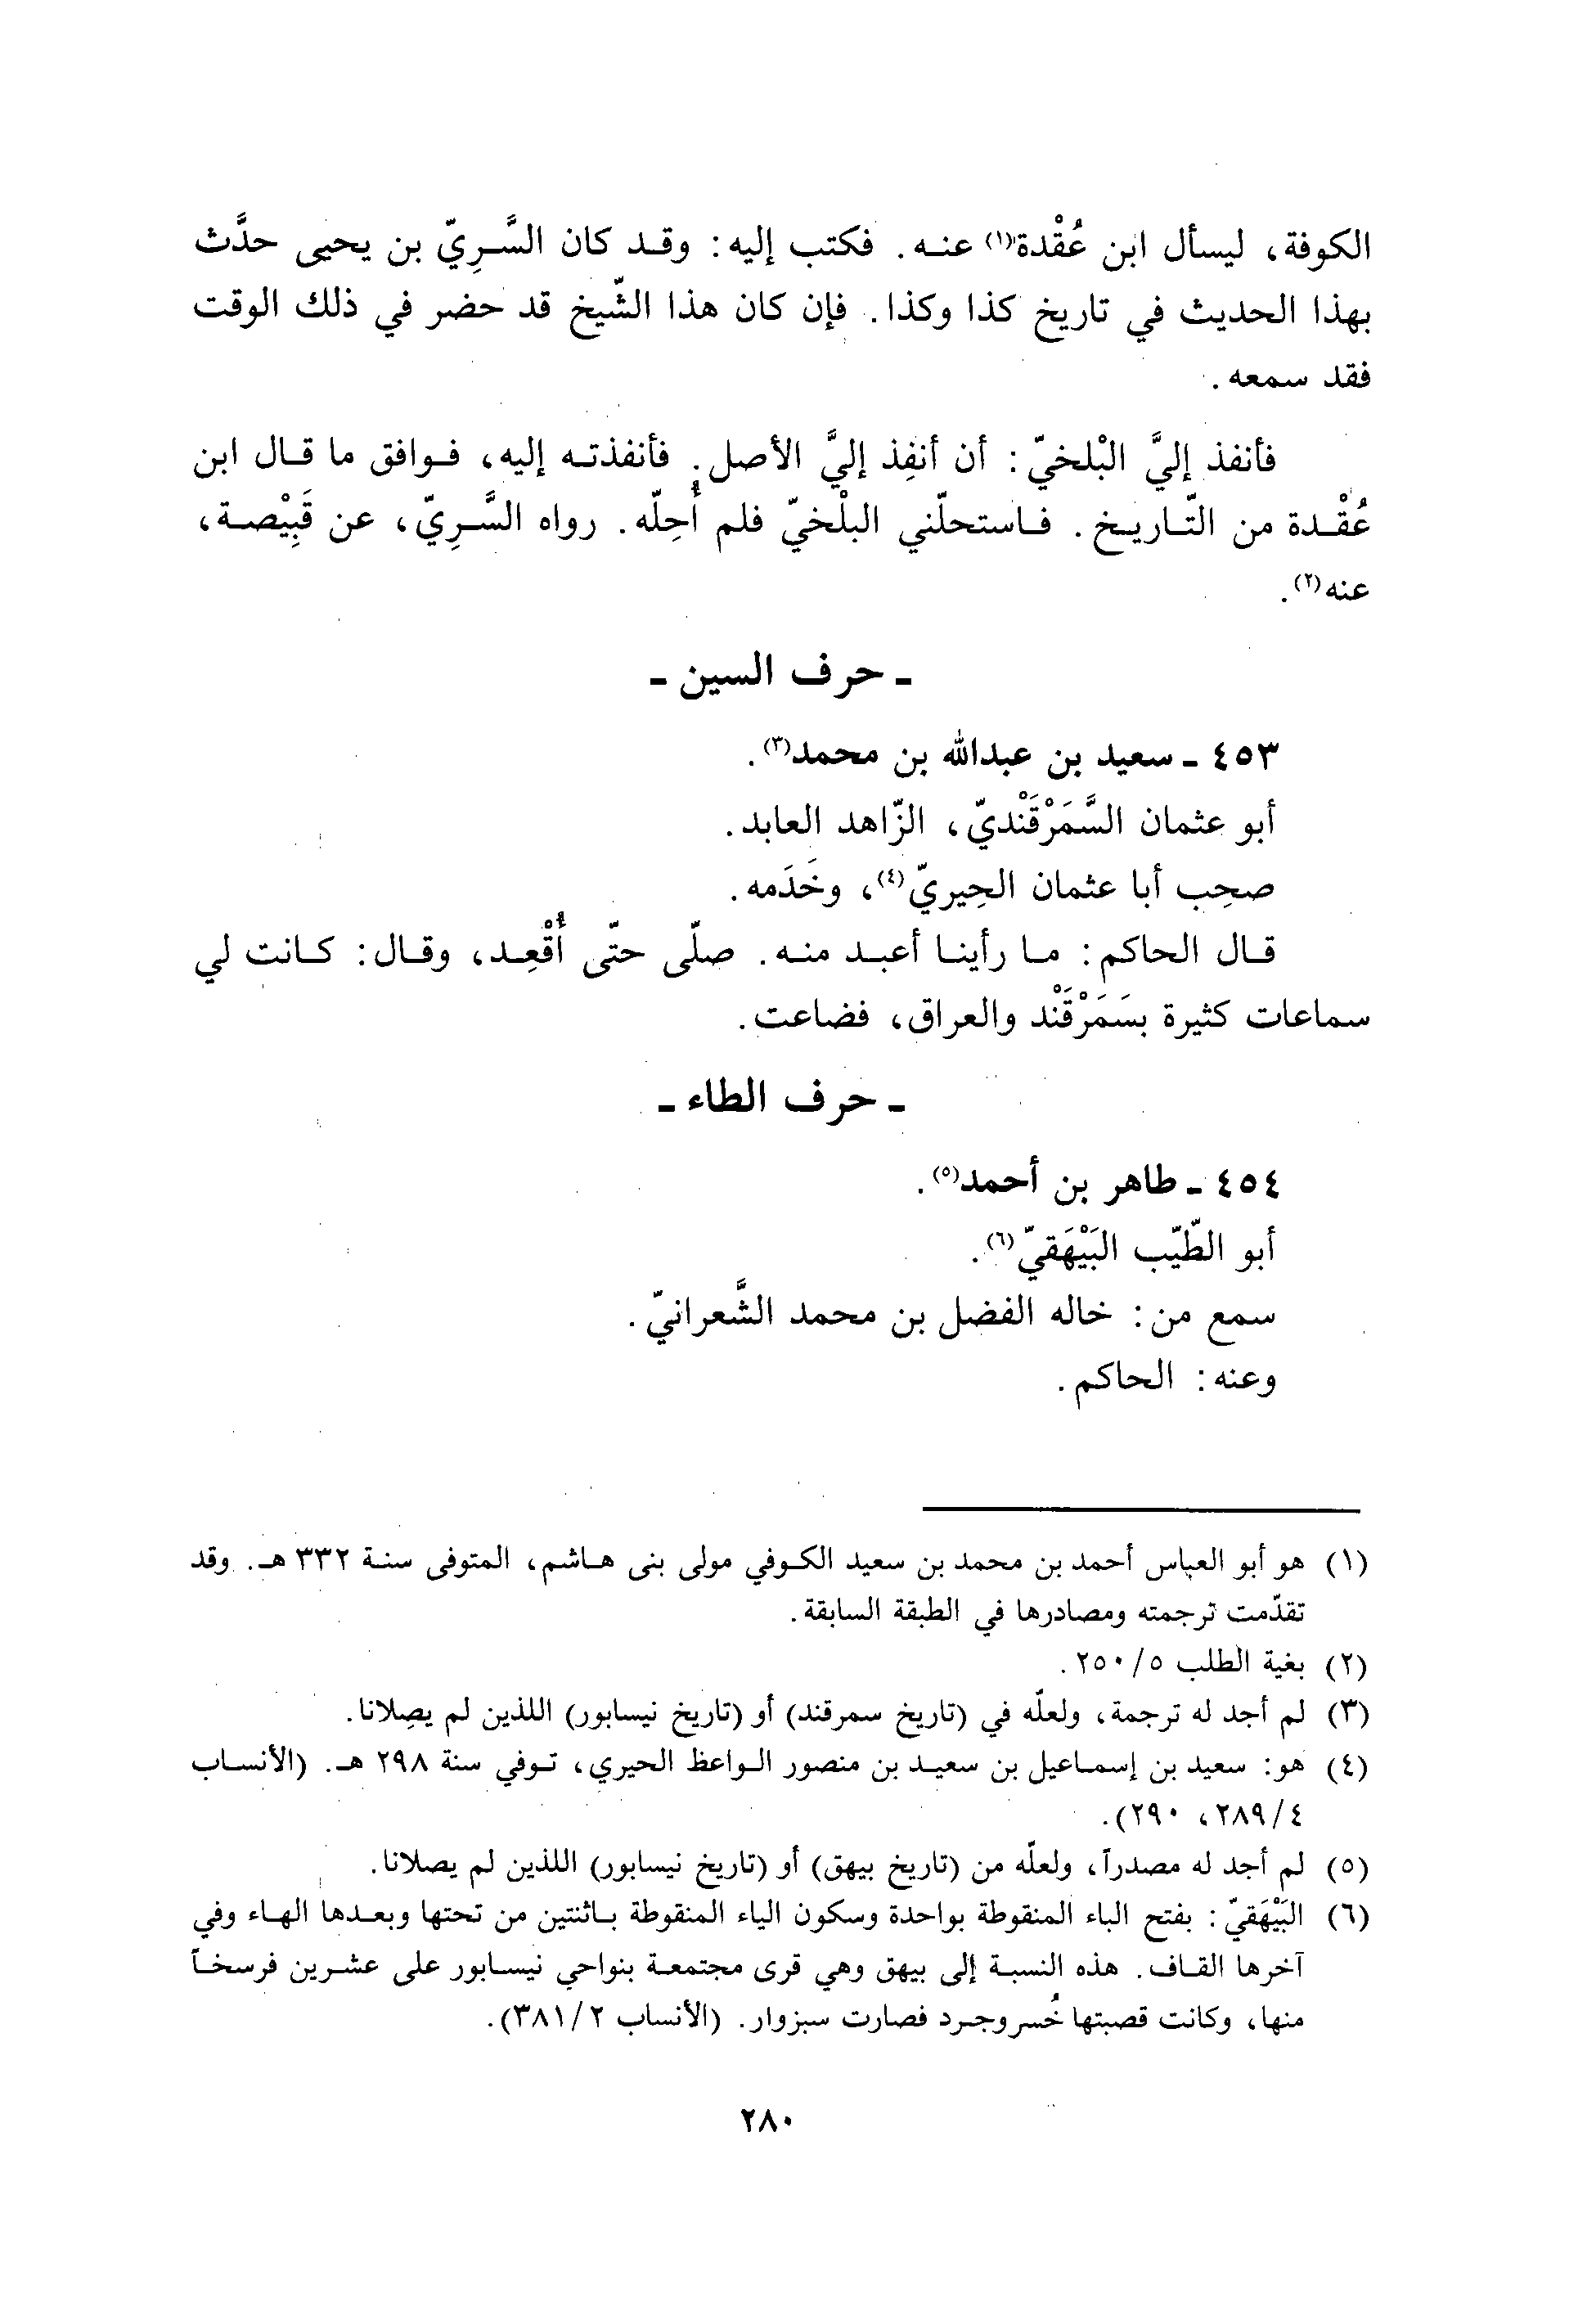 الكوفة، ليسأل ابن عُقْدة(١) عنه. فكتب إليه: وقد كان السَّرِيّ بن يحيى حدَّث
بهذا الحديث في تاريخ كذا وكذا. فإن كان هذا الشّيخ قد حضر في ذلك الوقت
فقد سمعه.
فأنفذ إليَّ البْلخيّ: أن أنفِذ إليَّ الأصل. فأنفذته إليه، فوافق ما قال ابن
عُقْدة من التّاريخ. فاستحلّني البلْخيّ فلم أُحِلّه. رواه السَّرِيّ، عن قَبِيْصة،
عنه(٢).
ـ حرف السين ـ
٤٥٣ ـ سعيد بن عبدالله بن محمد(٣).
أبو عثمان السَّمَرْقَنْديّ، الزّاهد العابد.
صحِب أبا عثمان الحِيريّ(٤)، وخَدَمه.
قال الحاكم: ما رأينا أعبد منه. صلّى حتّى أُقْعِد، وقال: كانت لي
سماعات كثيرة بسَمَرْقَنْد والعراق، فضاعت.
ـ حرف الطاء ـ
٤٥٤ ـ طاهر بن أحمد(٥).
أبو الطّيّب البَيْهَقيّ(٦).
سمع من: خاله الفضل بن محمد الشَّعرانيّ.
وعنه: الحاكم.
(١) هو أبو العباس أحمد بن محمد بن سعيد الكوفي مولى بنى هاشم، المتوفى سنة ٣٣٢ هـ. وقد
تقدّمت ترجمته ومصادرها في الطبقة السابقة.
(٢) بغية الطلب ٥/ ٢٥٠.
(٣) لم أجد له ترجمة، ولعلّه في (تاريخ سمرقند) أو (تاريخ نيسابور) اللذين لم يصِلانا.
(٤) هو: سعيد بن إسماعيل بن سعيد بن منصور الواعظ الحيري، توفي سنة ٢٩٨ هـ. (الأنساب
٤/ ٢٨٩، ٢٩٠).
(٥) لم أجد له مصدراً، ولعلّه من (تاريخ بيهق) أو (تاريخ نيسابور) اللذين لم يصلانا.
(٦) البَيْهَقيّ: بفتح الباء المنقوطة بواحدة وسكون الياء المنقوطة باثنتين من تحتها وبعدها الهاء وفي
آخرها القاف. هذه النسبة إلى بيهق وهي قرى مجتمعة بنواحي نيسابور على عشرين فرسخاً
منها، وكانت قصبتها خُسروجرد فصارت سبزوار. (الأنساب ٢/ ٣٨١).
٢٨٠